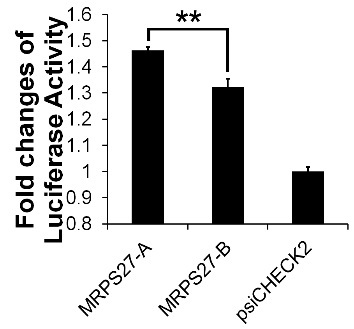 Fold changes of
Luciferase Activity
1.6
1.5
1.4
1.3
1.2
1.1
1
0.9
0.8
**
MRPS27-A
MRPS27-B
psiCHECK2